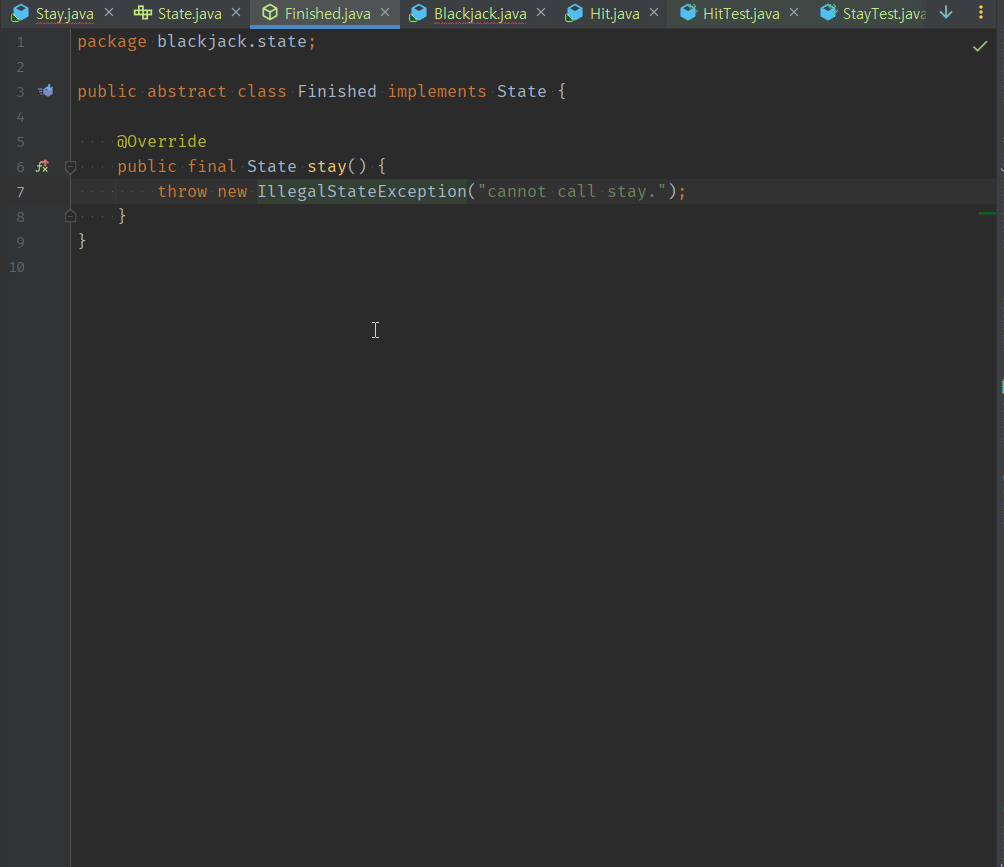 Stay.java State.java Finished.java Blackjack.java Hit.java HitTest.java StayTest.java
1 package blackjack.state;
2
3 public abstract class Finished implements State {
4
5 @Override
6 public final State stay() {
7 throw new IllegalStateException("cannot call stay.");
8 }
9 }
10